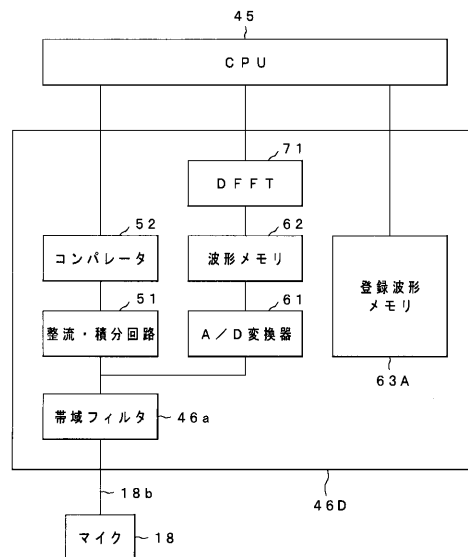 45
CPU
71
DFFT
52
62
コンパレータ
波形メモリ
登録波形
メモリ
51
61
整流・積分回路
A/D変換器
63A
帯域フィルタ
46a
46D
18b
マイク
18